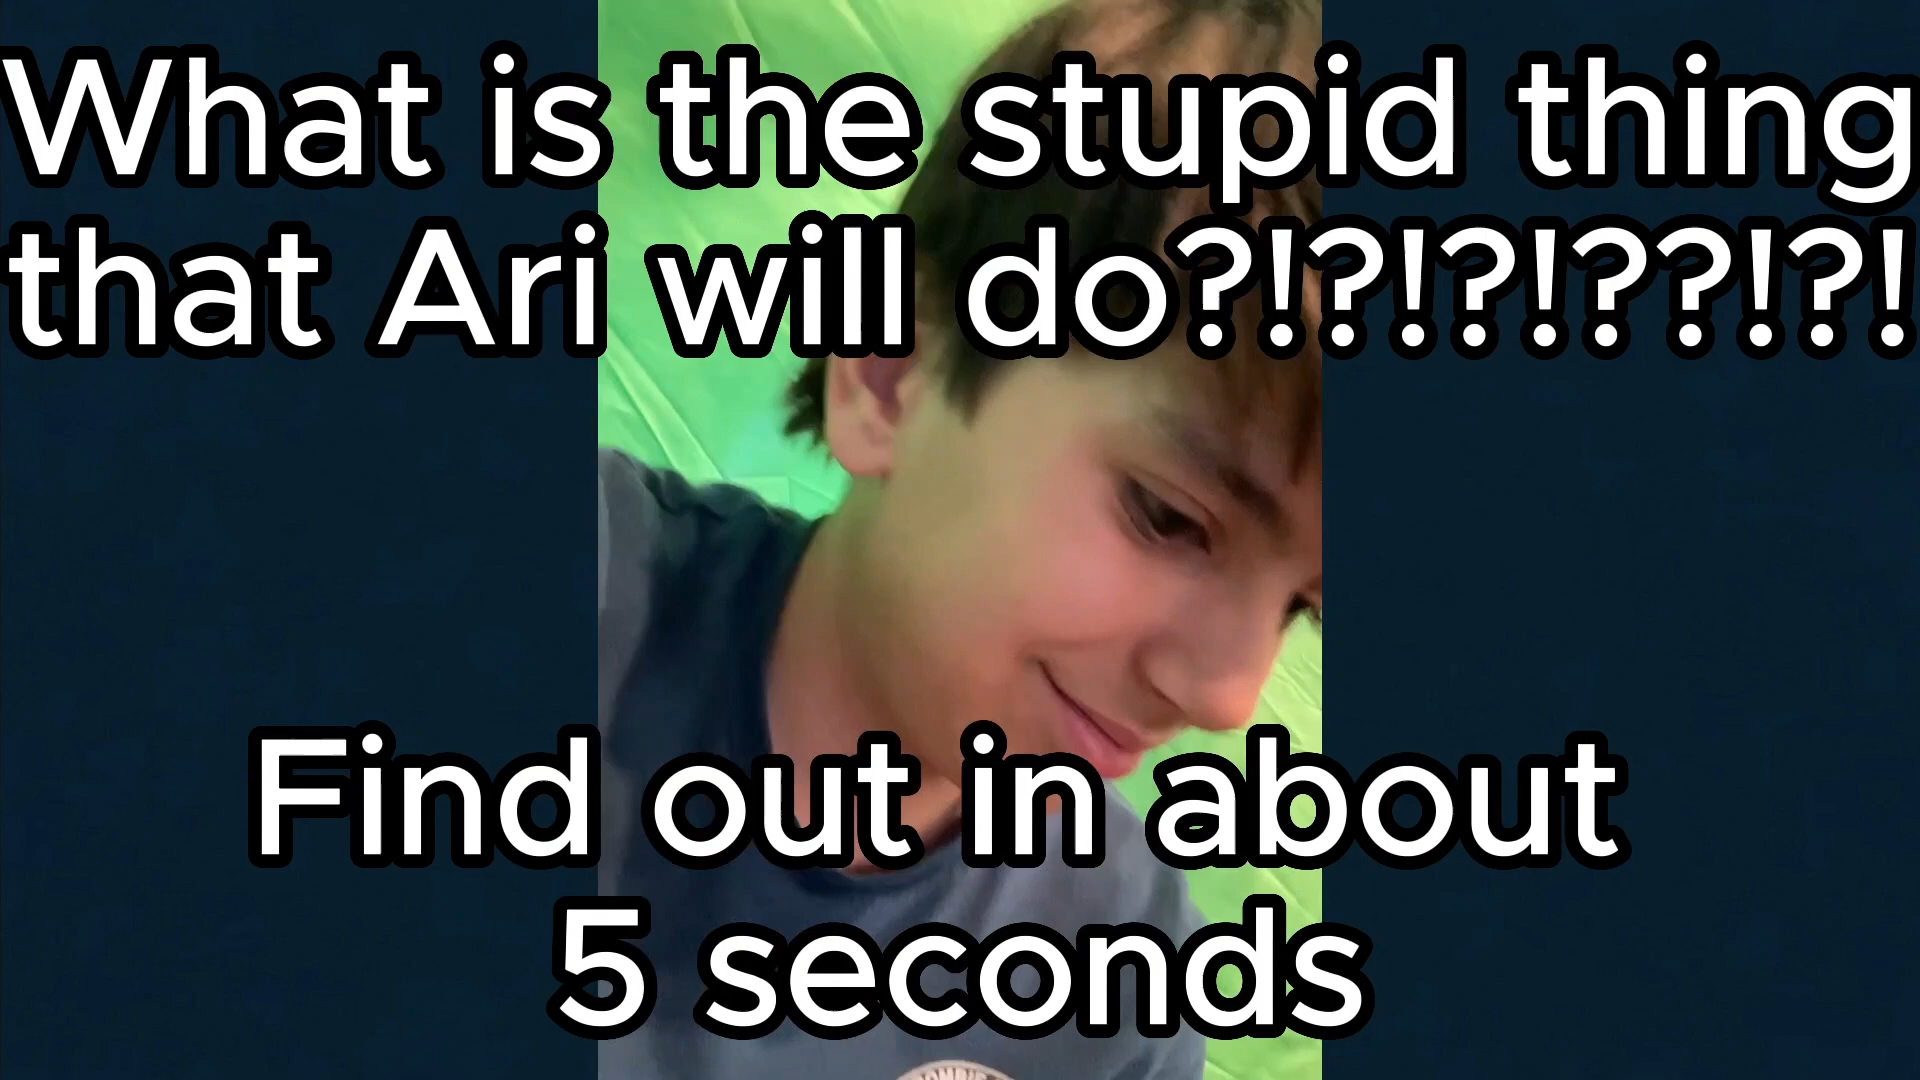 What is the stupid thing
that Ari will do?!?!?!??!?!
Find out in about
5 seconds